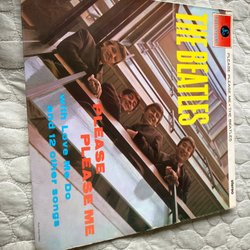 THE BEATLES
PLEASE
PLEASE ME
with Love Me Do
and 12 other songs